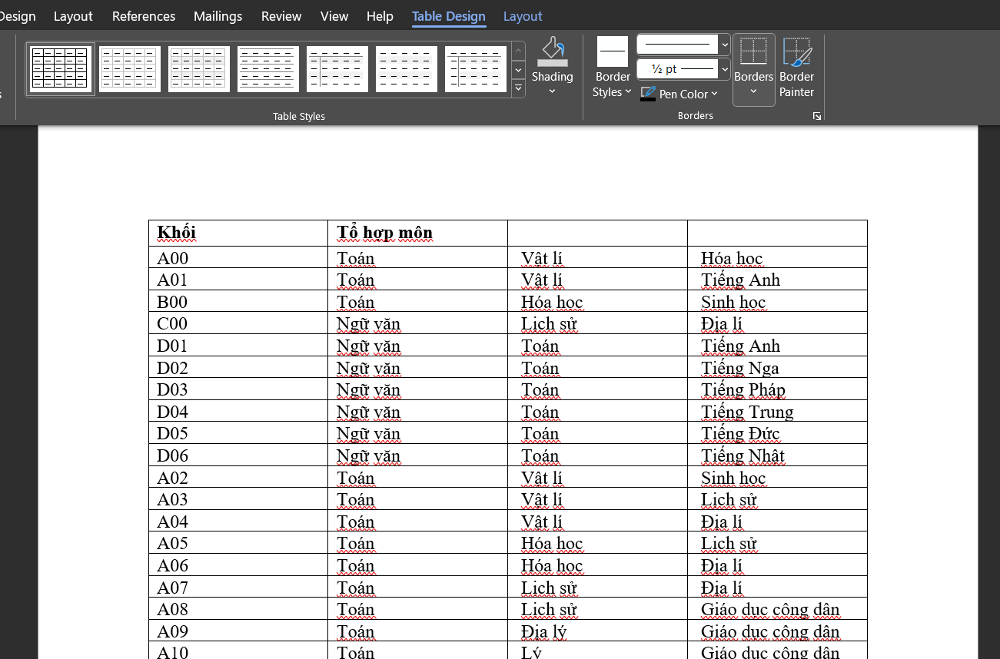 Design Layout References Mailings Review View Help Table Design Layout
Shading
Border Styles
½ pt
Pen Color
Borders
Border Painter
Table Styles
Borders
Khối Tổ hợp môn
A00 Toán Vật lí Hóa học
A01 Toán Vật lí Tiếng Anh
B00 Toán Hóa học Sinh học
C00 Ngữ văn Lịch sử Địa lí
D01 Ngữ văn Toán Tiếng Anh
D02 Ngữ văn Toán Tiếng Nga
D03 Ngữ văn Toán Tiếng Pháp
D04 Ngữ văn Toán Tiếng Trung
D05 Ngữ văn Toán Tiếng Đức
D06 Ngữ văn Toán Tiếng Nhật
A02 Toán Vật lí Sinh học
A03 Toán Vật lí Lịch sử
A04 Toán Vật lí Địa lí
A05 Toán Hóa học Lịch sử
A06 Toán Hóa học Địa lí
A07 Toán Lịch sử Địa lí
A08 Toán Lịch sử Giáo dục công dân
A09 Toán Địa lý Giáo dục công dân
A10 Toán Lý Giáo dục công dân